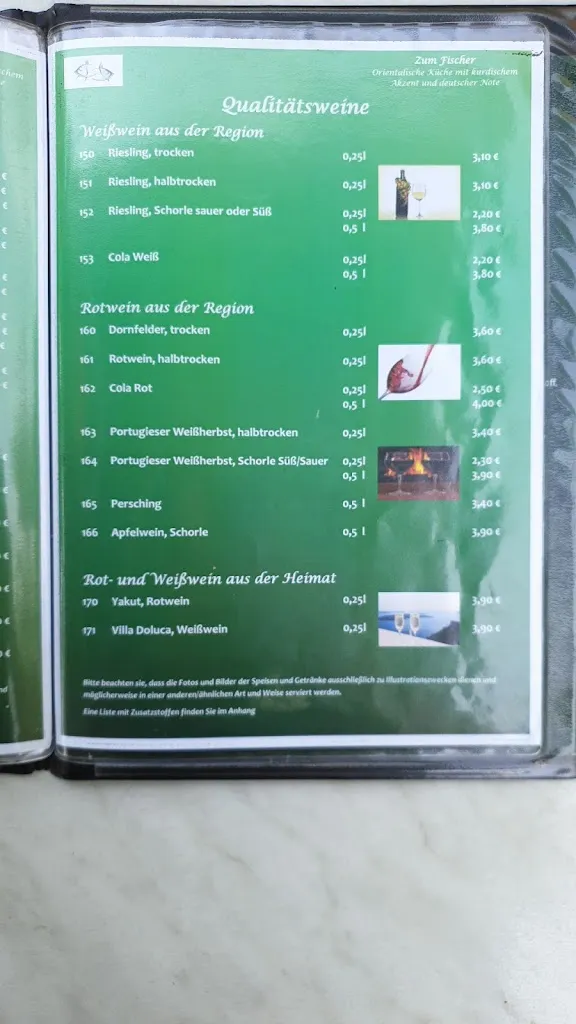 Zum Fischer
Orientalische Küche mit kurdischem
Akzent und deutscher Note
Qualitätsweine
Weißwein aus der Region
150 Riesling, trocken 0,25l 3,10 €
151 Riesling, halbtrocken 0,25l 3,10 €
152 Riesling, Schorle sauer oder Süß 0,25l 2,20 €
0,5 l 3,80 €
153 Cola Weiß 0,25l 2,20 €
0,5 l 3,80 €
Rotwein aus der Region
160 Dornfelder, trocken 0,25l 3,60 €
161 Rotwein, halbtrocken 0,25l 3,60 €
162 Cola Rot 0,25l 2,50 €
0,5 l 4,00 €
163 Portugieser Weißherbst, halbtrocken 0,25l 3,40 €
164 Portugieser Weißherbst, Schorle Süß/Sauer 0,25l 2,30 €
0,5 l 3,90 €
165 Persching 0,5 l 3,40 €
166 Apfelwein, Schorle 0,5 l 3,90 €
Rot- und Weißwein aus der Heimat
170 Yakut, Rotwein 0,25l 3,90 €
171 Villa Doluca, Weißwein 0,25l 3,90 €
Bitte beachten sie, dass die Fotos und Bilder der Speisen und Getränke ausschließlich zu Illustrationszwecken dienen und
möglicherweise in einer anderen/ähnlichen Art und Weise serviert werden.
Eine Liste mit Zusatzstoffen finden Sie im Anhang